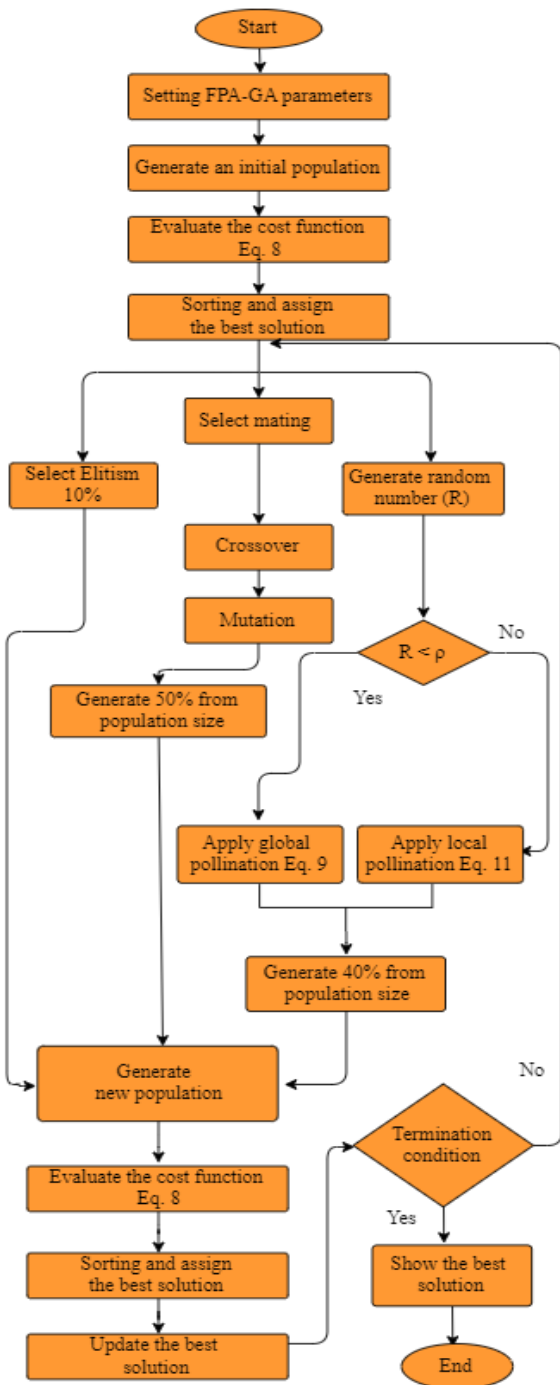 Start
Setting FPA-GA parameters
Generate an initial population
Evaluate the cost function
Eq. 8
Sorting and assign
the best solution
Select mating
Select Elitism
10%
Generate random
number (R)
Crossover
Mutation
R < ρ
No
Yes
Generate 50% from
population size
Apply global
pollination Eq. 9
Apply local
pollination Eq. 11
Generate 40% from
population size
Generate
new population
No
Termination
condition
Evaluate the cost function
Eq. 8
Yes
Sorting and assign
the best solution
Show the best
solution
Update the best
solution
End